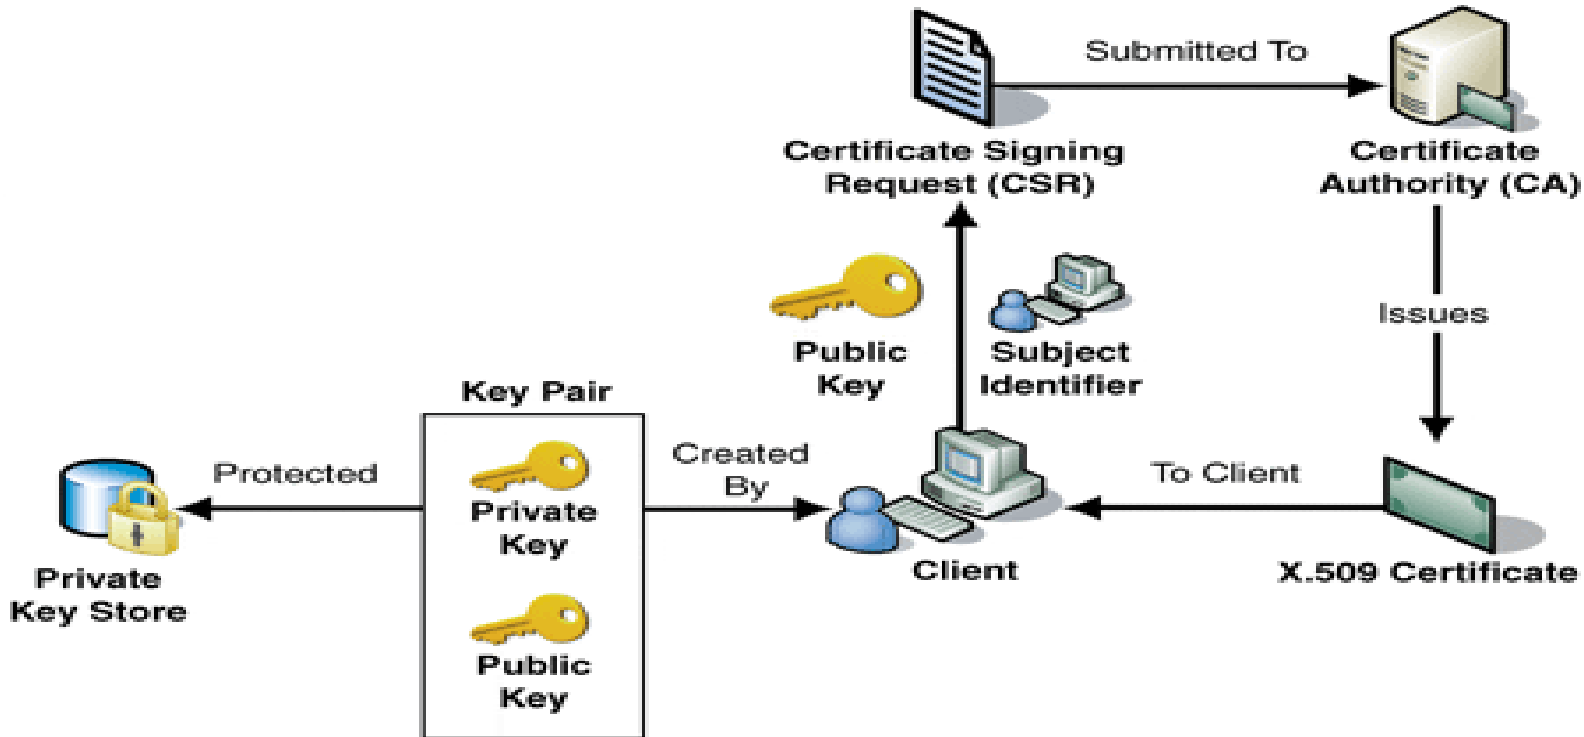 Submitted To
Certificate Signing
Request (CSR)
Certificate
Authority (CA)
Public
Key
Subject
Identifier
Issues
Key Pair
Protected
Private
Key
Created
By
To Client
Private
Key Store
Client
X.509 Certificate
Public
Key